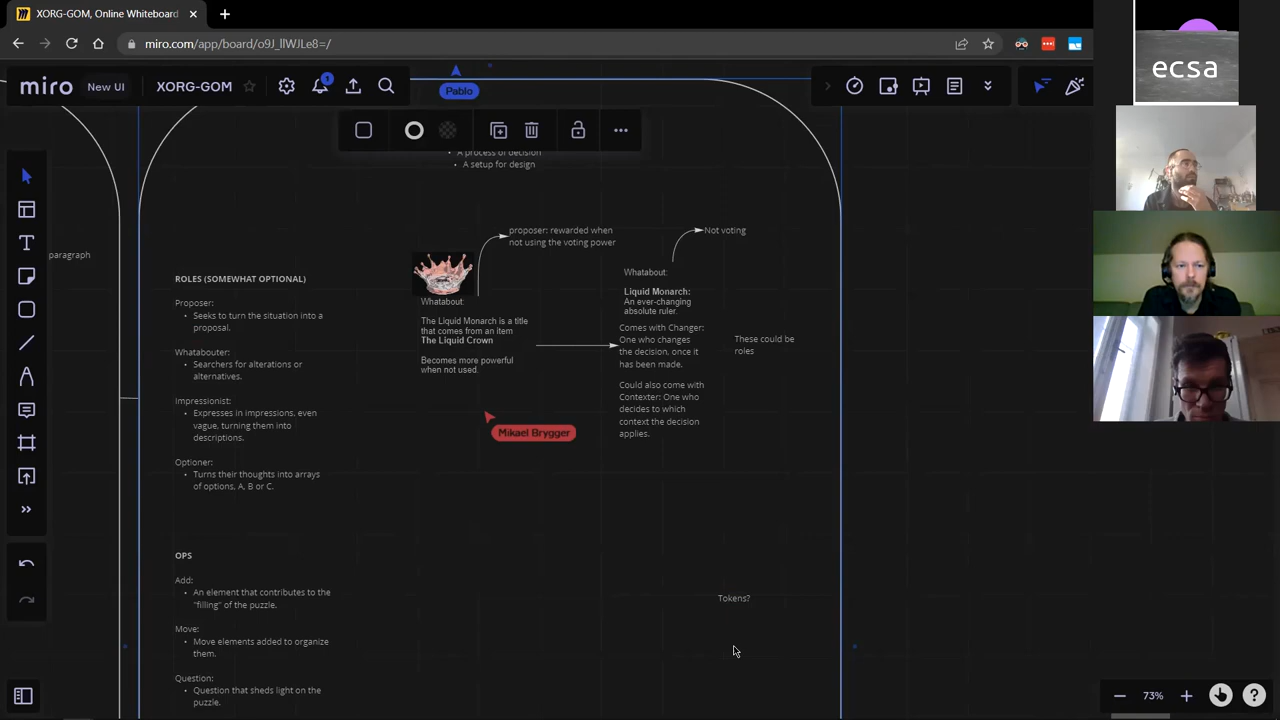 XORG-GOM, Online Whiteboard
miro.com/app/board/o9J_llWJLe8=/
miro
New UI
XORG-GOM
1
Pablo
ecsa
• A process of decision
• A setup for design
paragraph
proposer: rewarded when
not using the voting power
Not voting
Whatabout:
Liquid Monarch:
An ever-changing
absolute ruler.
Comes with Changer:
One who changes
the decision, once it
has been made.
Could also come with
Contexter: One who
decides to which
context the decision
applies.
These could be
roles
Whatabout:
The Liquid Monarch is a title
that comes from an item
The Liquid Crown
Becomes more powerful
when not used.
Mikael Brygger
ROLES (SOMEWHAT OPTIONAL)
Proposer:
• Seeks to turn the situation into a
proposal.
Whatabouter:
• Searchers for alterations or
alternatives.
Impressionist:
• Expresses in impressions, even
vague, turning them into
descriptions.
Optioner:
• Turns their thoughts into arrays
of options, A, B or C.
OPS
Add:
• An element that contributes to the
"filling" of the puzzle.
Move:
• Move elements added to organize
them.
Question:
• Question that sheds light on the
puzzle.
Tokens?
73%